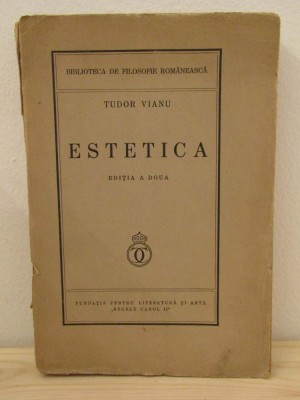 BIBLIOTECA DE FILOSOFIE ROMÂNEASCĂ
TUDOR VIANU
ESTETICA
EDIȚIA A DOUA
FUNDAȚIA PENTRU LITERATURĂ ȘI ARTĂ
„REGELE CAROL II"